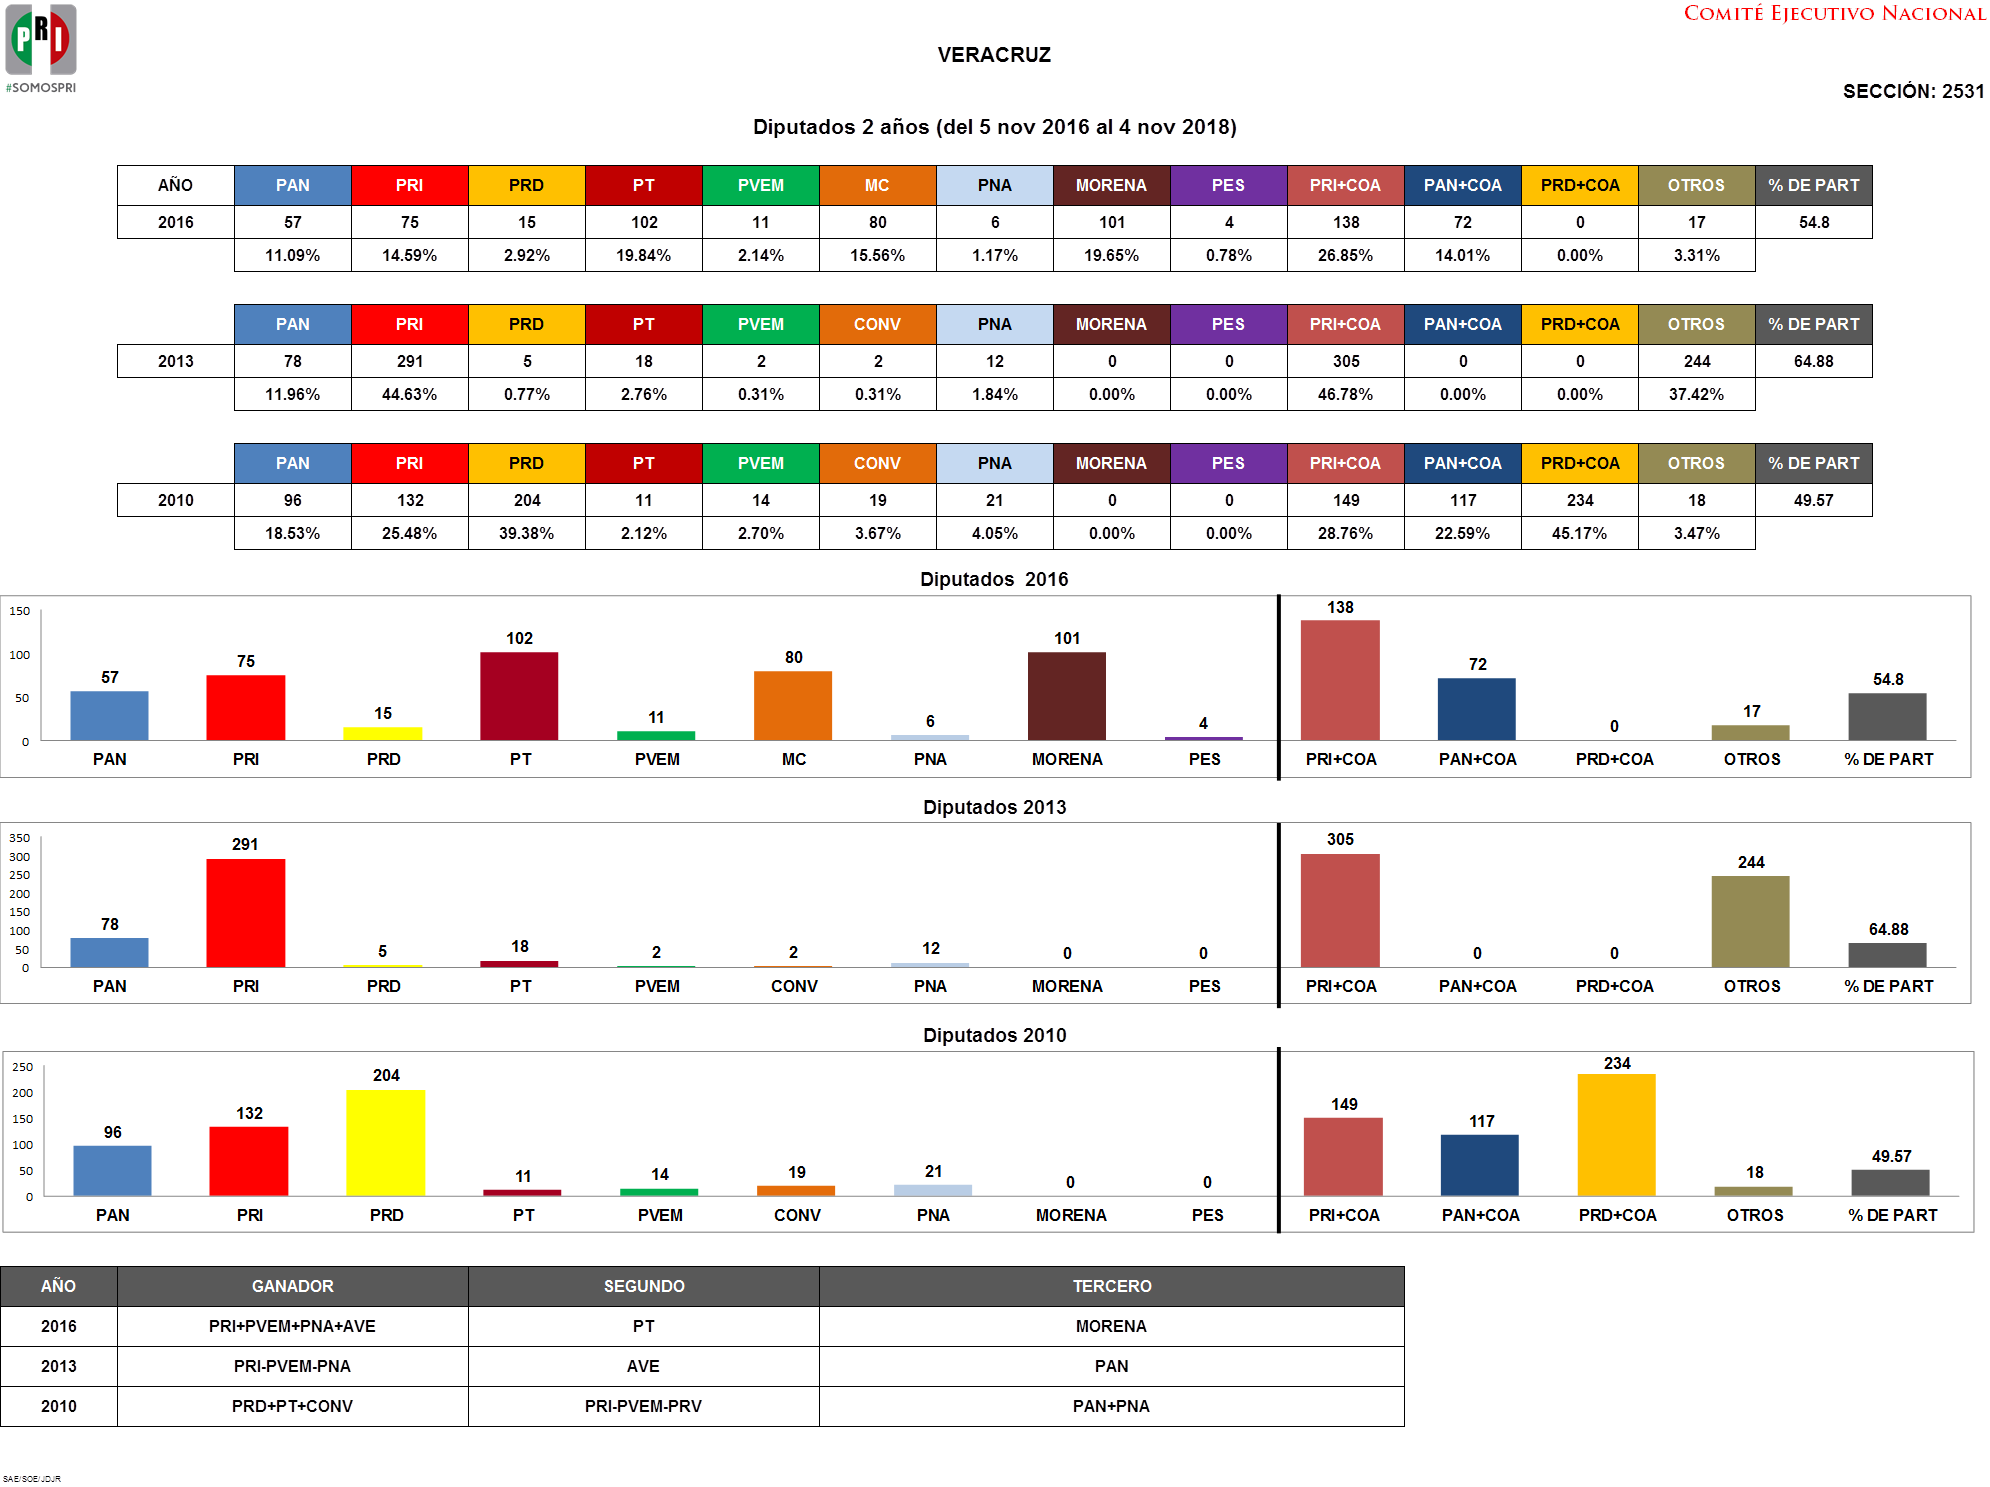 COMITÉ EJECUTIVO NACIONAL
PRI
#SOMOSPRI
VERACRUZ
SECCIÓN: 2531
Diputados 2 años (del 5 nov 2016 al 4 nov 2018)
AÑO PAN PRI PRD PT PVEM MC PNA MORENA PES PRI+COA PAN+COA PRD+COA OTROS % DE PART
2016 57 75 15 102 11 80 6 101 4 138 72 0 17 54.8
11.09% 14.59% 2.92% 19.84% 2.14% 15.56% 1.17% 19.65% 0.78% 26.85% 14.01% 0.00% 3.31%
PAN PRI PRD PT PVEM CONV PNA MORENA PES PRI+COA PAN+COA PRD+COA OTROS % DE PART
2013 78 291 5 18 2 2 12 0 0 305 0 0 244 64.88
11.96% 44.63% 0.77% 2.76% 0.31% 0.31% 1.84% 0.00% 0.00% 46.78% 0.00% 0.00% 37.42%
PAN PRI PRD PT PVEM CONV PNA MORENA PES PRI+COA PAN+COA PRD+COA OTROS % DE PART
2010 96 132 204 11 14 19 21 0 0 149 117 234 18 49.57
18.53% 25.48% 39.38% 2.12% 2.70% 3.67% 4.05% 0.00% 0.00% 28.76% 22.59% 45.17% 3.47%
Diputados 2016
150
100
50
0
57 75 15 102 11 80 6 101 4 138 72 0 17 54.8
PAN PRI PRD PT PVEM MC PNA MORENA PES PRI+COA PAN+COA PRD+COA OTROS % DE PART
Diputados 2013
350
300
250
200
150
100
50
0
78 291 5 18 2 2 12 0 0 305 0 0 244 64.88
PAN PRI PRD PT PVEM CONV PNA MORENA PES PRI+COA PAN+COA PRD+COA OTROS % DE PART
Diputados 2010
250
200
150
100
50
0
96 132 204 11 14 19 21 0 0 149 117 234 18 49.57
PAN PRI PRD PT PVEM CONV PNA MORENA PES PRI+COA PAN+COA PRD+COA OTROS % DE PART
AÑO GANADOR SEGUNDO TERCERO
2016 PRI+PVEM+PNA+AVE PT MORENA
2013 PRI-PVEM-PNA AVE PAN
2010 PRD+PT+CONV PRI-PVEM-PRV PAN+PNA
SAE/SOE/JDJR